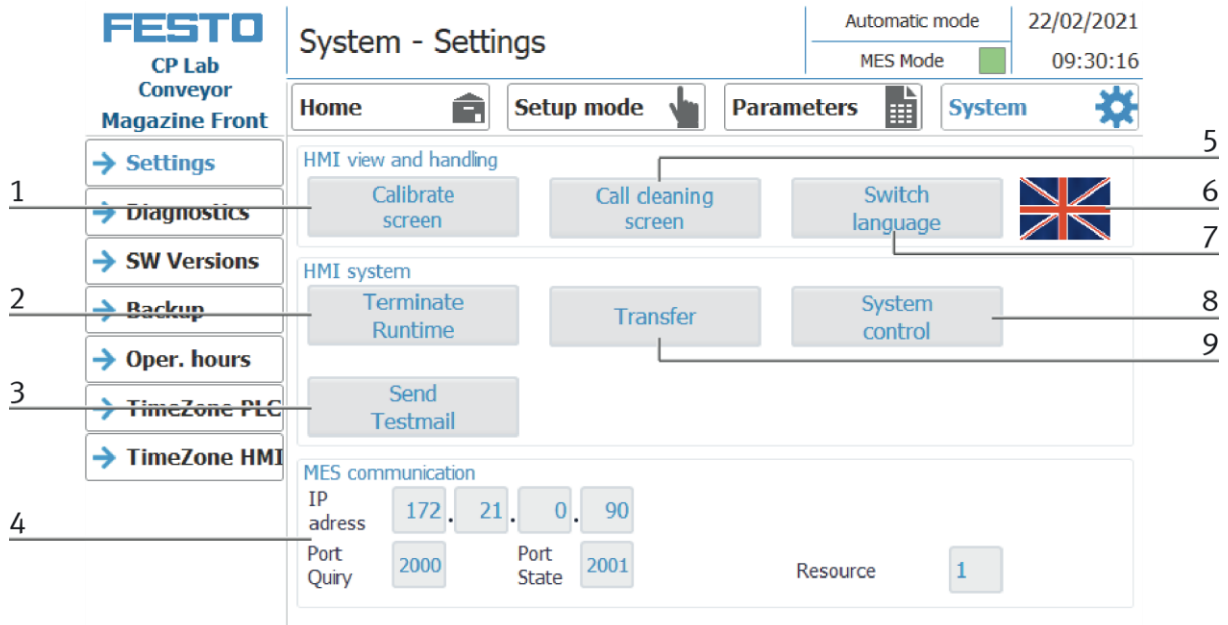 FESTO
CP Lab
Conveyor
Magazine Front
System - Settings
Automatic mode
MES Mode
22/02/2021
09:30:16
Home
Setup mode
Parameters
System
Settings
Diagnostics
SW Versions
Backup
Oper. hours
TimeZone PLC
TimeZone HMI
1
2
3
4
HMI view and handling
Calibrate
screen
Call cleaning
screen
Switch
language
HMI system
Terminate
Runtime
Transfer
System
control
Send
Testmail
MES communication
IP
adress
172 . 21 . 0 . 90
Port
Quiry
2000
Port
State
2001
Resource
1
5
6
7
8
9